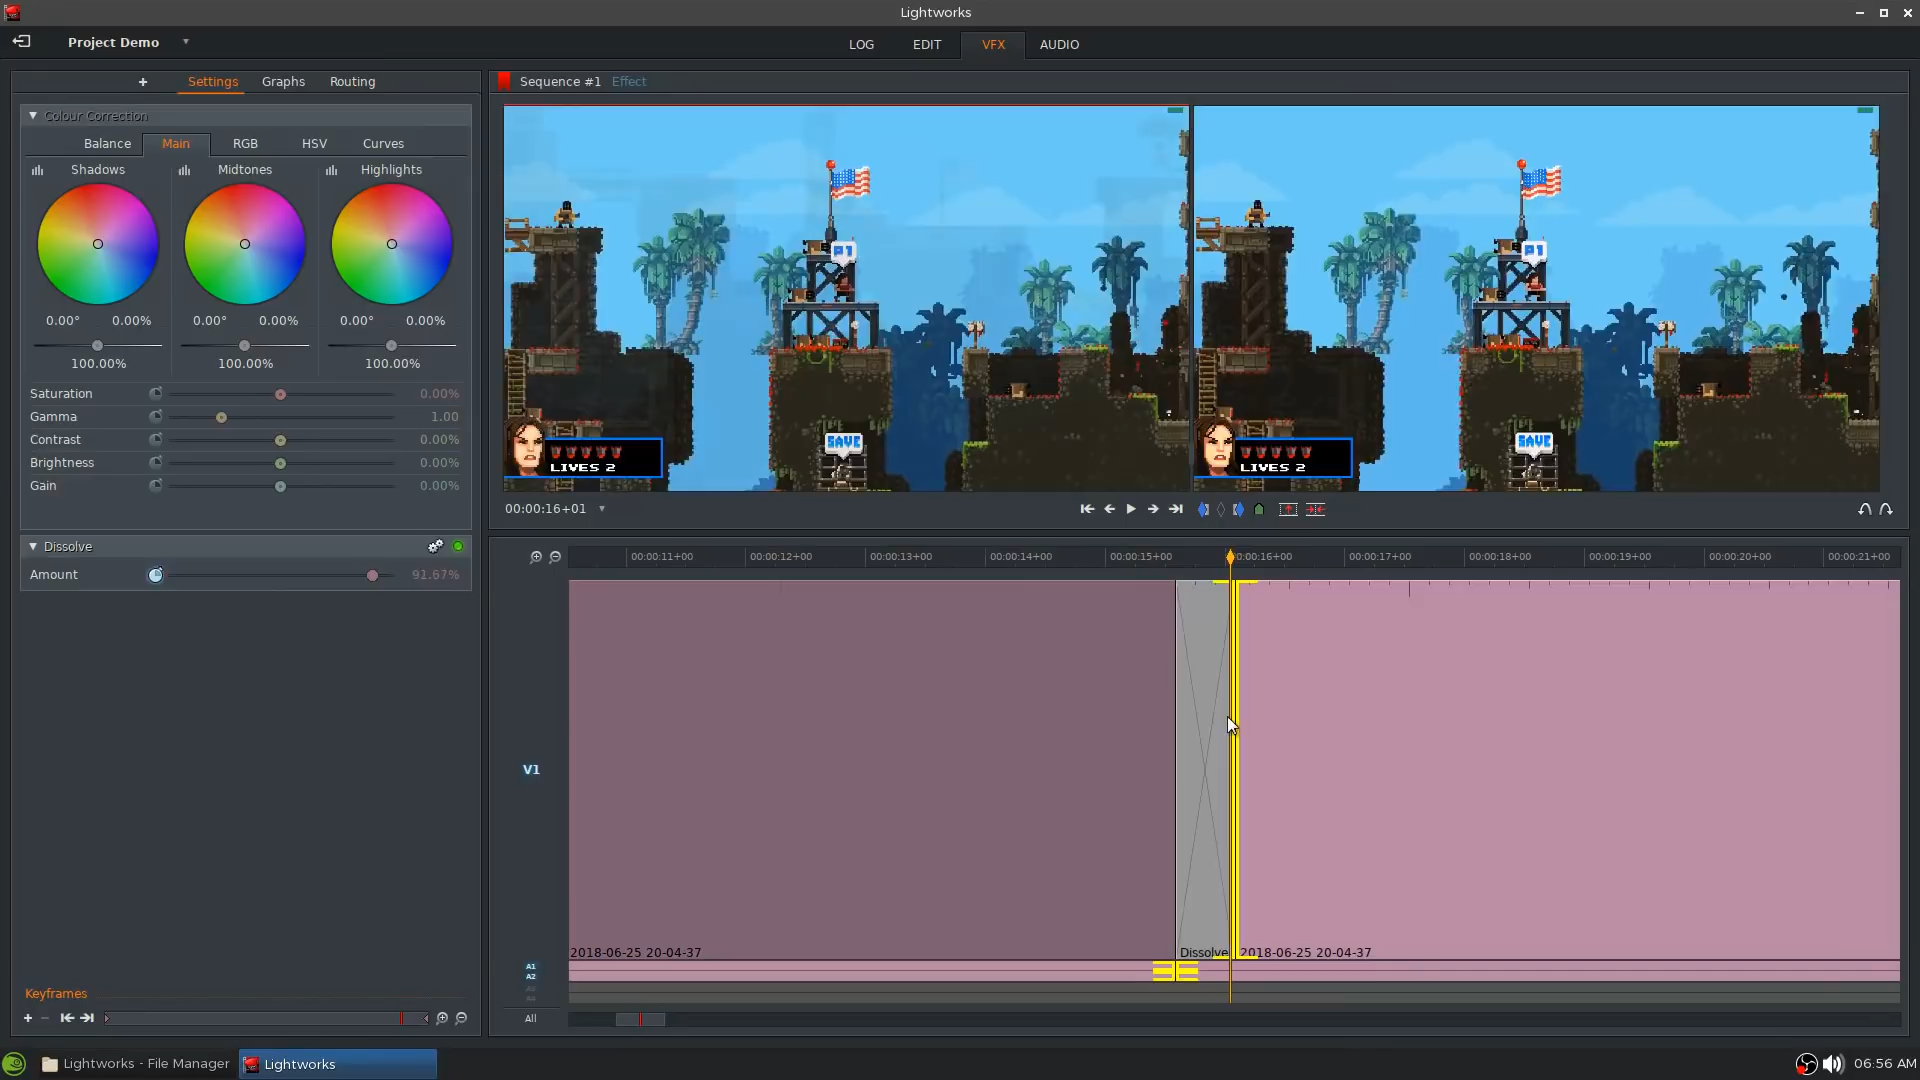 Lightworks
Project Demo
LOG EDIT VFX AUDIO
+ Settings Graphs Routing
Sequence #1 Effect
Colour Correction
Balance Main RGB HSV Curves
Shadows Midtones Highlights
0.00° 0.00% 0.00° 0.00% 0.00° 0.00%
100.00% 100.00% 100.00%
Saturation 0.00%
Gamma 1.00
Contrast 0.00%
Brightness 0.00%
Gain 0.00%
Dissolve
Amount 91.67%
P1
SAVE
LIVES 2
P1
SAVE
LIVES 2
00:00:16+01
00:00:11+00 00:00:12+00 00:00:13+00 00:00:14+00 00:00:15+00 00:00:16+00 00:00:17+00 00:00:18+00 00:00:19+00 00:00:20+00 00:00:21+00
V1
2018-06-25 20-04-37 Dissolve 2018-06-25 20-04-37
A1
A2
A3
A4
All
Keyframes
Lightworks - File Manager Lightworks 06:56 AM